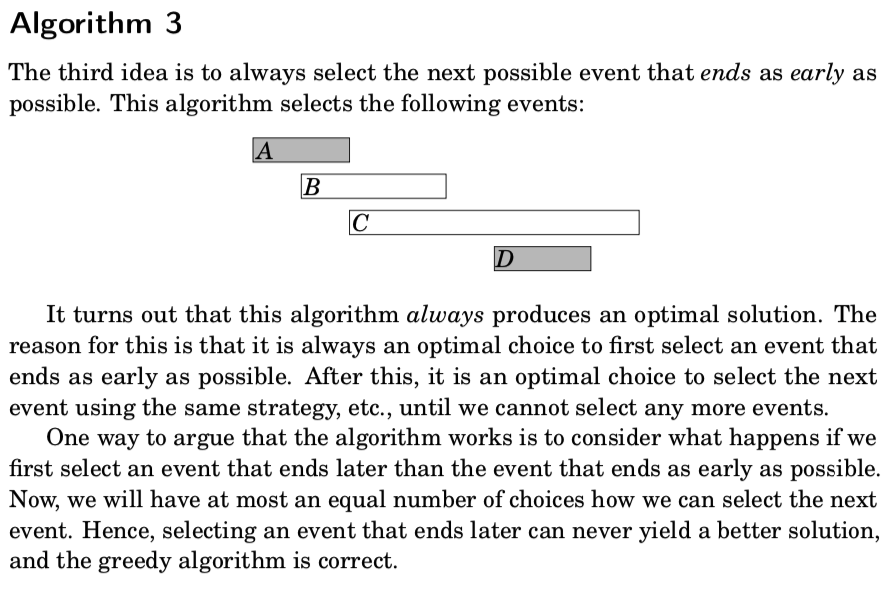 Algorithm 3
The third idea is to always select the next possible event that ends as early as
possible. This algorithm selects the following events:
A
B
C
D
It turns out that this algorithm always produces an optimal solution. The
reason for this is that it is always an optimal choice to first select an event that
ends as early as possible. After this, it is an optimal choice to select the next
event using the same strategy, etc., until we cannot select any more events.
One way to argue that the algorithm works is to consider what happens if we
first select an event that ends later than the event that ends as early as possible.
Now, we will have at most an equal number of choices how we can select the next
event. Hence, selecting an event that ends later can never yield a better solution,
and the greedy algorithm is correct.